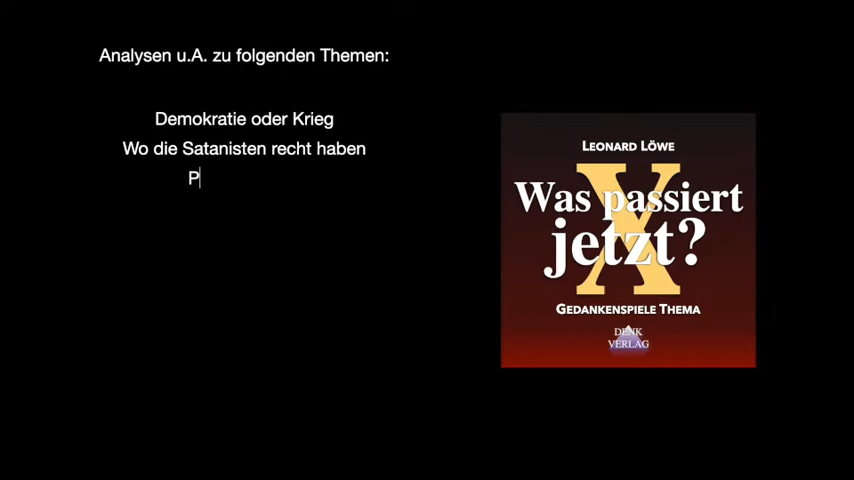 Analysen u.A. zu folgenden Themen:
Demokratie oder Krieg
Wo die Satanisten recht haben
P
LEONARD LÖWE
X
Was passiert
jetzt?
GEDANKENSPIELE THEMA
DENK
VERLAG